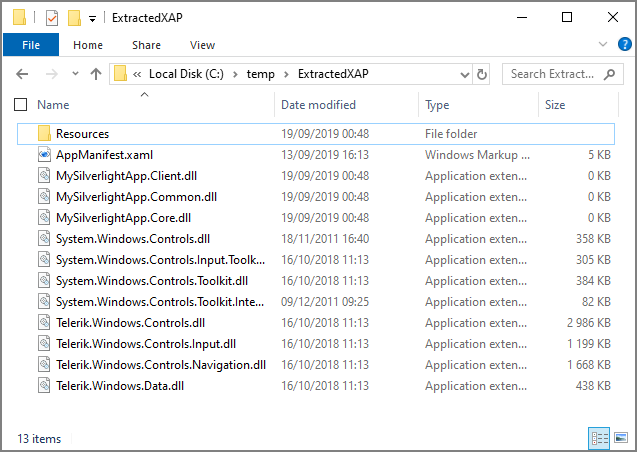 ExtractedXAP
File Home Share View
« Local Disk (C:) temp ExtractedXAP Search Extract...
Name Date modified Type Size
Resources 19/09/2019 00:48 File folder
AppManifest.xaml 13/09/2019 16:13 Windows Markup ... 5 KB
MySilverlightApp.Client.dll 19/09/2019 00:48 Application exten... 0 KB
MySilverlightApp.Common.dll 19/09/2019 00:48 Application exten... 0 KB
MySilverlightApp.Core.dll 19/09/2019 00:48 Application exten... 0 KB
System.Windows.Controls.dll 18/11/2011 16:40 Application exten... 358 KB
System.Windows.Controls.Input.Toolk... 16/10/2018 11:13 Application exten... 305 KB
System.Windows.Controls.Toolkit.dll 16/10/2018 11:13 Application exten... 384 KB
System.Windows.Controls.Toolkit.Inte... 09/12/2011 09:25 Application exten... 82 KB
Telerik.Windows.Controls.dll 16/10/2018 11:13 Application exten... 2 986 KB
Telerik.Windows.Controls.Input.dll 16/10/2018 11:13 Application exten... 1 199 KB
Telerik.Windows.Controls.Navigation.dll 16/10/2018 11:13 Application exten... 1 668 KB
Telerik.Windows.Data.dll 16/10/2018 11:13 Application exten... 438 KB
13 items